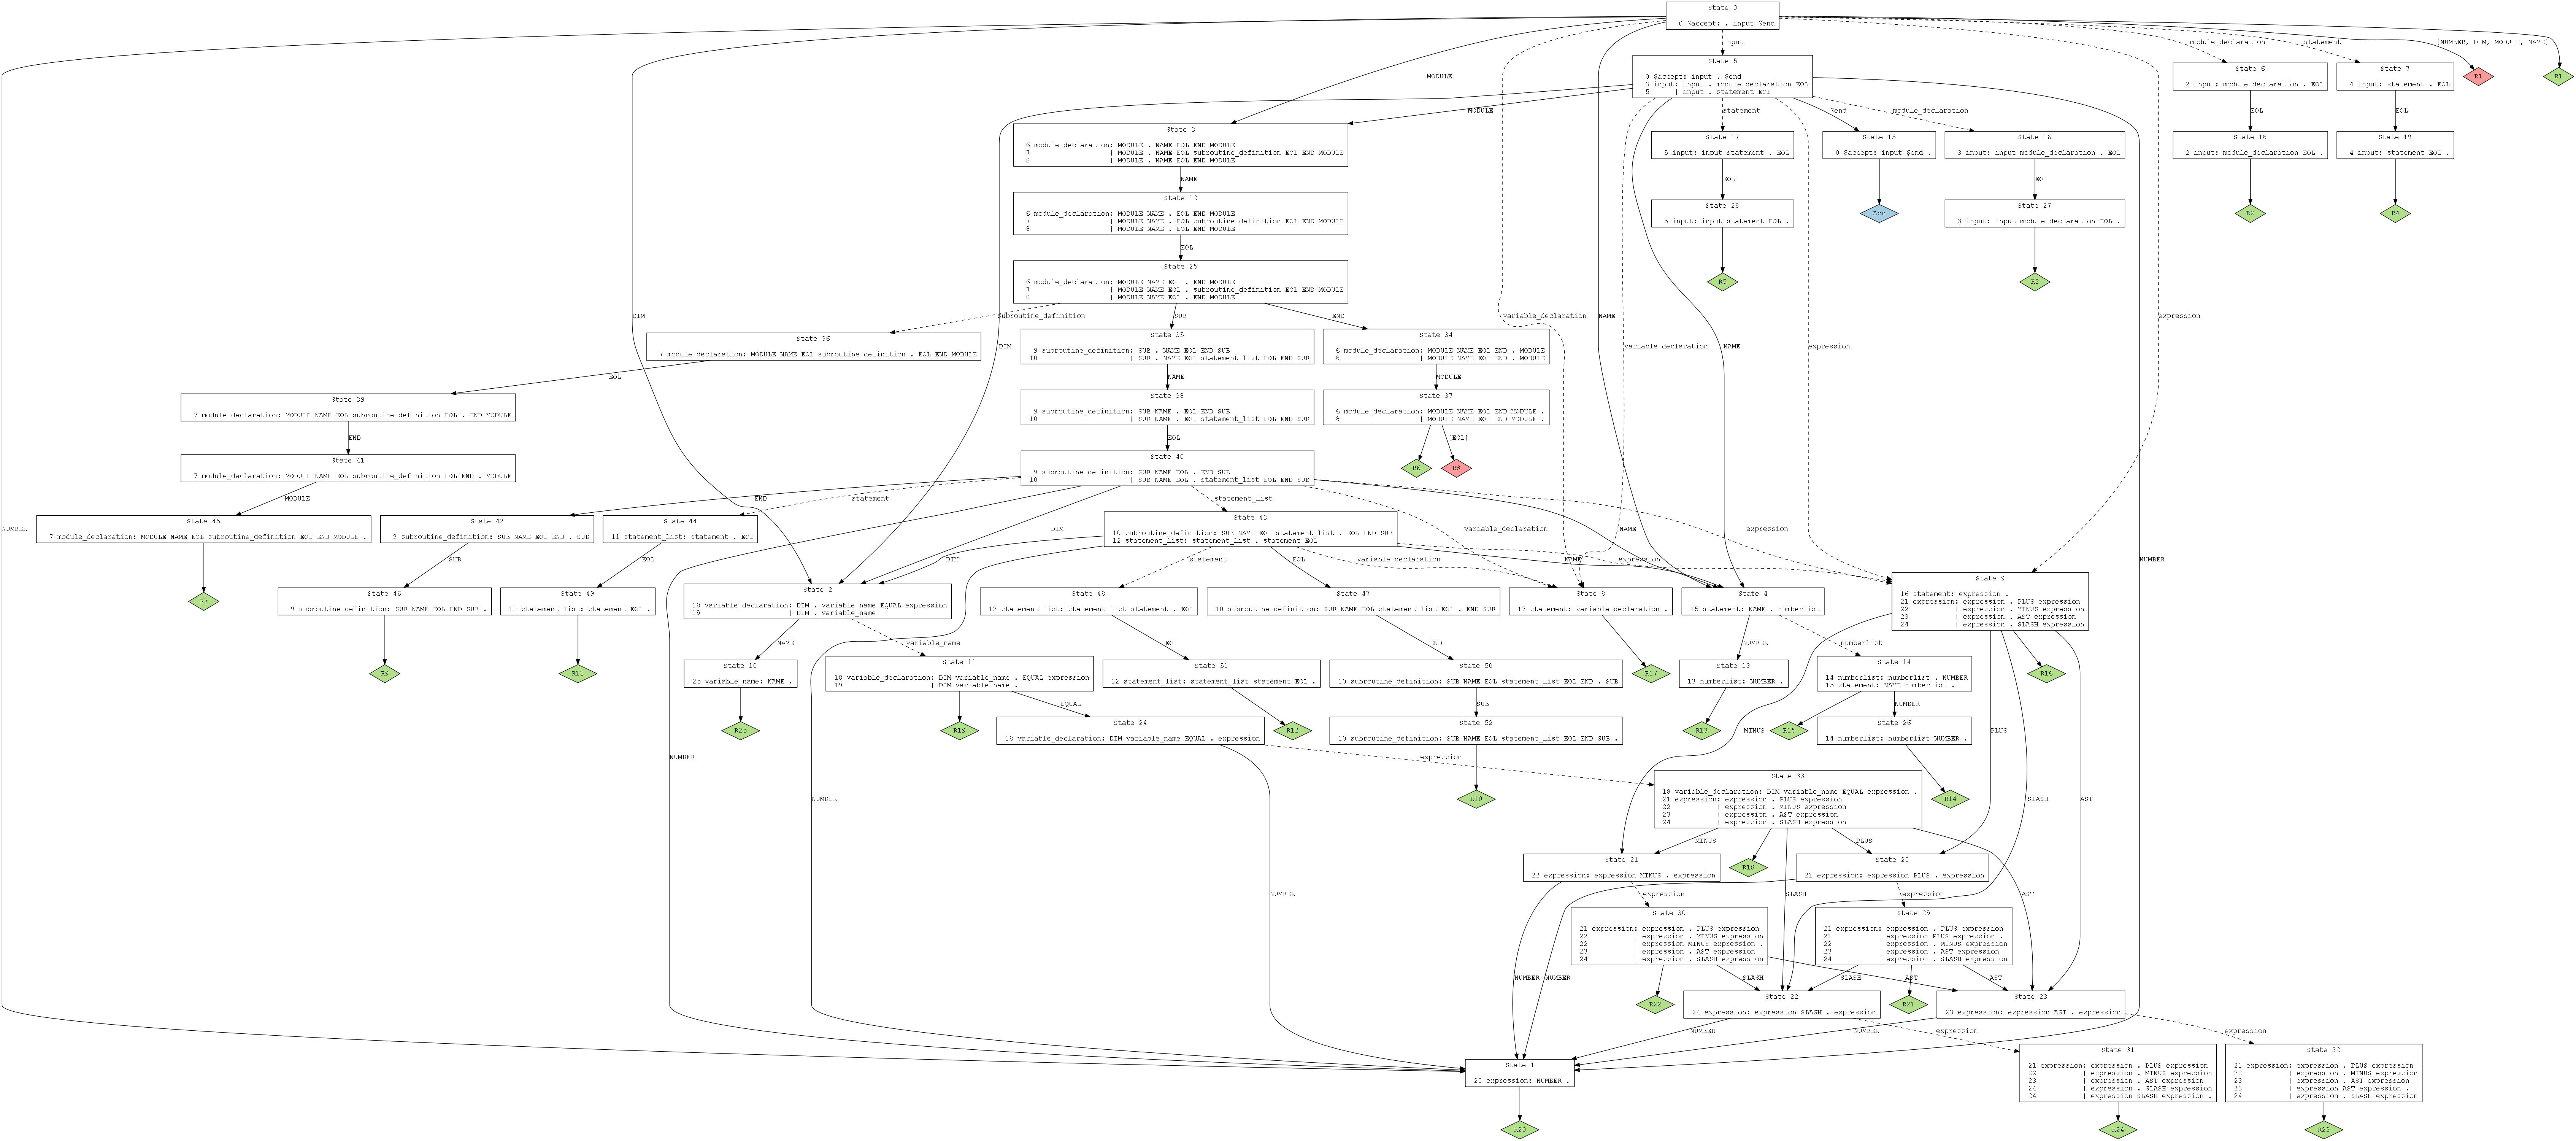 State 0
0 $accept: . input $end
input
module_declaration
statement
[NUMBER, DIM, MODULE, NAME]
R1
R1
MODULE
State 5
0 $accept: input . $end
3 input: input . module_declaration EOL
5 | input . statement EOL
State 6
2 input: module_declaration . EOL
State 7
4 input: statement . EOL
MODULE
statement
$end
module_declaration
EOL
EOL
State 3
6 module_declaration: MODULE . NAME EOL END MODULE
7 | MODULE . NAME EOL subroutine_definition EOL END MODULE
8 | MODULE . NAME EOL END MODULE
State 17
5 input: input statement . EOL
State 15
0 $accept: input $end .
State 16
3 input: input module_declaration . EOL
State 18
2 input: module_declaration EOL .
State 19
4 input: statement EOL .
NAME
EOL
EOL
State 12
6 module_declaration: MODULE NAME . EOL END MODULE
7 | MODULE NAME . EOL subroutine_definition EOL END MODULE
8 | MODULE NAME . EOL END MODULE
State 28
5 input: input statement EOL .
Acc
State 27
3 input: input module_declaration EOL .
R2
R4
EOL
State 25
6 module_declaration: MODULE NAME EOL . END MODULE
7 | MODULE NAME EOL . subroutine_definition EOL END MODULE
8 | MODULE NAME EOL . END MODULE
R5
R3
DIM
subroutine_definition
SUB
END
variable_declaration
NAME
expression
State 36
7 module_declaration: MODULE NAME EOL subroutine_definition . EOL END MODULE
State 35
9 subroutine_definition: SUB . NAME EOL END SUB
10 | SUB . NAME EOL statement_list EOL END SUB
State 34
6 module_declaration: MODULE NAME EOL END . MODULE
8 | MODULE NAME EOL END . MODULE
DIM
variable_declaration
NAME
expression
EOL
NAME
MODULE
State 39
7 module_declaration: MODULE NAME EOL subroutine_definition EOL . END MODULE
State 38
9 subroutine_definition: SUB NAME . EOL END SUB
10 | SUB NAME . EOL statement_list EOL END SUB
State 37
6 module_declaration: MODULE NAME EOL END MODULE .
8 | MODULE NAME EOL END MODULE .
END
EOL
[EOL]
State 41
7 module_declaration: MODULE NAME EOL subroutine_definition EOL END . MODULE
State 40
9 subroutine_definition: SUB NAME EOL . END SUB
10 | SUB NAME EOL . statement_list EOL END SUB
R6
R8
MODULE
END
statement
statement_list
NUMBER
DIM
variable_declaration
NAME
expression
State 45
7 module_declaration: MODULE NAME EOL subroutine_definition EOL END MODULE .
State 42
9 subroutine_definition: SUB NAME EOL END . SUB
State 44
11 statement_list: statement . EOL
State 43
10 subroutine_definition: SUB NAME EOL statement_list . EOL END SUB
12 statement_list: statement_list . statement EOL
SUB
EOL
DIM
statement
EOL
variable_declaration
NAME
expression
NUMBER
R7
State 46
9 subroutine_definition: SUB NAME EOL END SUB .
State 49
11 statement_list: statement EOL .
State 2
18 variable_declaration: DIM . variable_name EQUAL expression
19 | DIM . variable_name
State 48
12 statement_list: statement_list statement . EOL
State 47
10 subroutine_definition: SUB NAME EOL statement_list EOL . END SUB
State 8
17 statement: variable_declaration .
State 4
15 statement: NAME . numberlist
State 9
16 statement: expression .
21 expression: expression . PLUS expression
22 | expression . MINUS expression
23 | expression . AST expression
24 | expression . SLASH expression
NAME
variable_name
EOL
END
NUMBER
numberlist
R9
R11
State 10
25 variable_name: NAME .
State 11
18 variable_declaration: DIM variable_name . EQUAL expression
19 | DIM variable_name .
State 51
12 statement_list: statement_list statement EOL .
State 50
10 subroutine_definition: SUB NAME EOL statement_list EOL END . SUB
R17
State 13
13 numberlist: NUMBER .
State 14
14 numberlist: numberlist . NUMBER
15 statement: NAME numberlist .
R16
EQUAL
SUB
NUMBER
R25
R19
State 24
18 variable_declaration: DIM variable_name EQUAL . expression
R12
State 52
10 subroutine_definition: SUB NAME EOL statement_list EOL END SUB .
R13
MINUS
R15
State 26
14 numberlist: numberlist NUMBER .
PLUS
NUMBER
expression
NUMBER
R10
State 33
18 variable_declaration: DIM variable_name EQUAL expression .
21 expression: expression . PLUS expression
22 | expression . MINUS expression
23 | expression . AST expression
24 | expression . SLASH expression
R14
SLASH
AST
MINUS
PLUS
State 21
22 expression: expression MINUS . expression
R18
State 20
21 expression: expression PLUS . expression
NUMBER
expression
SLASH
expression
AST
State 30
21 expression: expression . PLUS expression
22 | expression . MINUS expression
22 | expression MINUS expression .
23 | expression . AST expression
24 | expression . SLASH expression
State 29
21 expression: expression . PLUS expression
21 | expression PLUS expression .
22 | expression . MINUS expression
23 | expression . AST expression
24 | expression . SLASH expression
NUMBER
NUMBER
SLASH
AST
SLASH
AST
R22
State 22
24 expression: expression SLASH . expression
R21
State 23
23 expression: expression AST . expression
NUMBER
NUMBER
expression
expression
State 1
20 expression: NUMBER .
State 31
21 expression: expression . PLUS expression
22 | expression . MINUS expression
23 | expression . AST expression
24 | expression . SLASH expression
24 | expression SLASH expression .
State 32
21 expression: expression . PLUS expression
22 | expression . MINUS expression
23 | expression . AST expression
23 | expression AST expression .
24 | expression . SLASH expression
R20
R24
R23